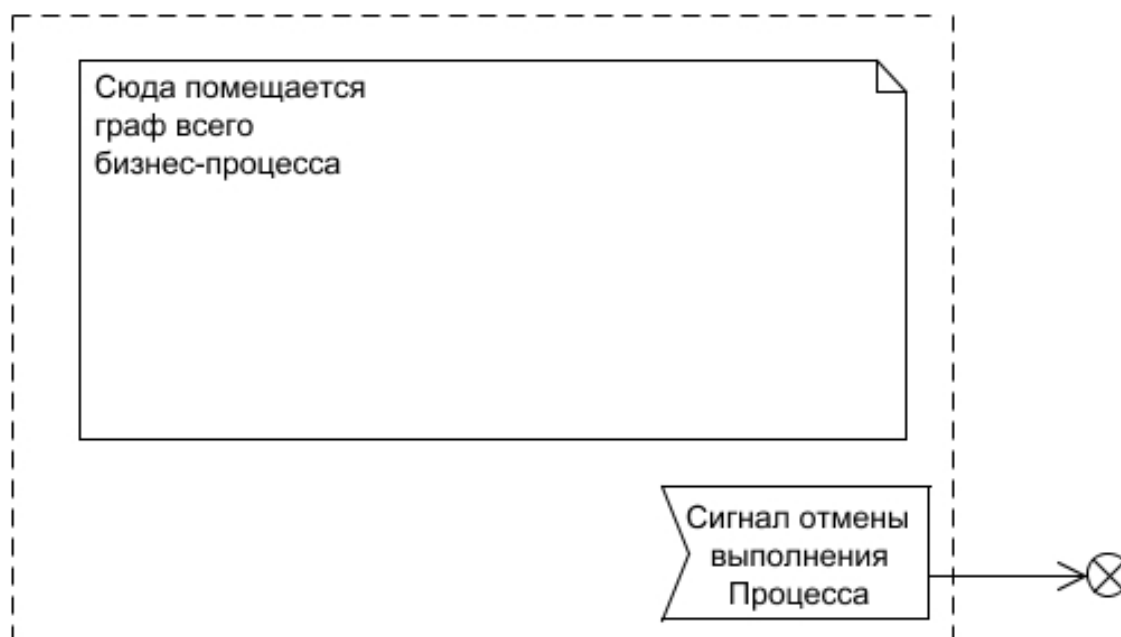 Сюда помещается
граф всего
бизнес-процесса
Сигнал отмены
выполнения
Процесса